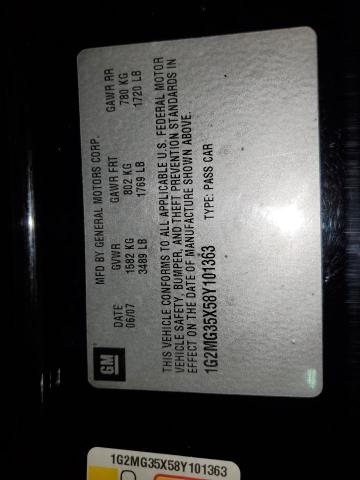 MFD BY GENERAL MOTORS CORP.
DATE GVWR GAWR FRT GAWR RR
06/07 1582 KG 802 KG 780 KG
3489 LB 1769 LB 1720 LB
THIS VEHICLE CONFORMS TO ALL APPLICABLE U.S. FEDERAL MOTOR
VEHICLE SAFETY, BUMPER, AND THEFT PREVENTION STANDARDS IN
EFFECT ON THE DATE OF MANUFACTURE SHOWN ABOVE.
1G2MG35X58Y101363 TYPE: PASS CAR
GM
1G2MG35X58Y101363